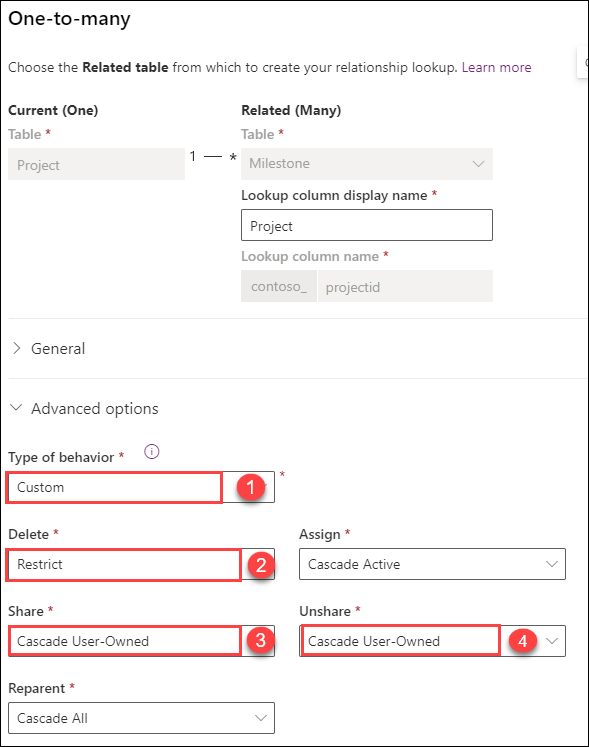 One-to-many
Choose the Related table from which to create your relationship lookup. Learn more
Current (One)
Related (Many)
Table *
Table *
Project
1 — *
Milestone
Lookup column display name *
Project
Lookup column name *
contoso_
projectid
General
Advanced options
Type of behavior *
*
Custom
1
Delete *
Assign *
Restrict
2
Cascade Active
Share *
Unshare *
Cascade User-Owned
3
Cascade User-Owned
4
Reparent *
Cascade All